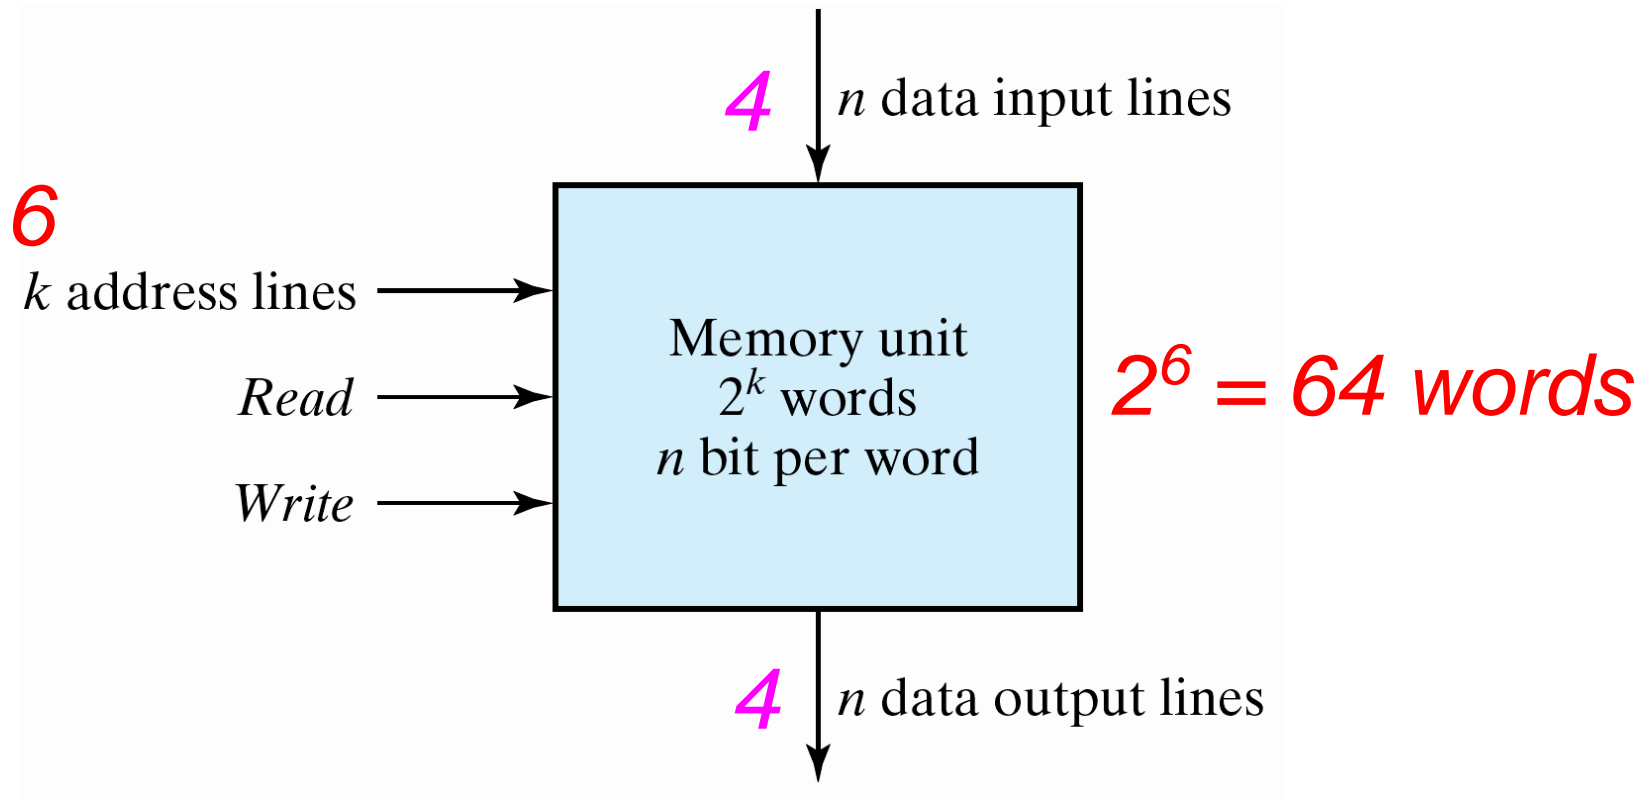 4 n data input lines
6
k address lines
Memory unit
2^k words
2^6 = 64 words
Read
n bit per word
Write
4 n data output lines